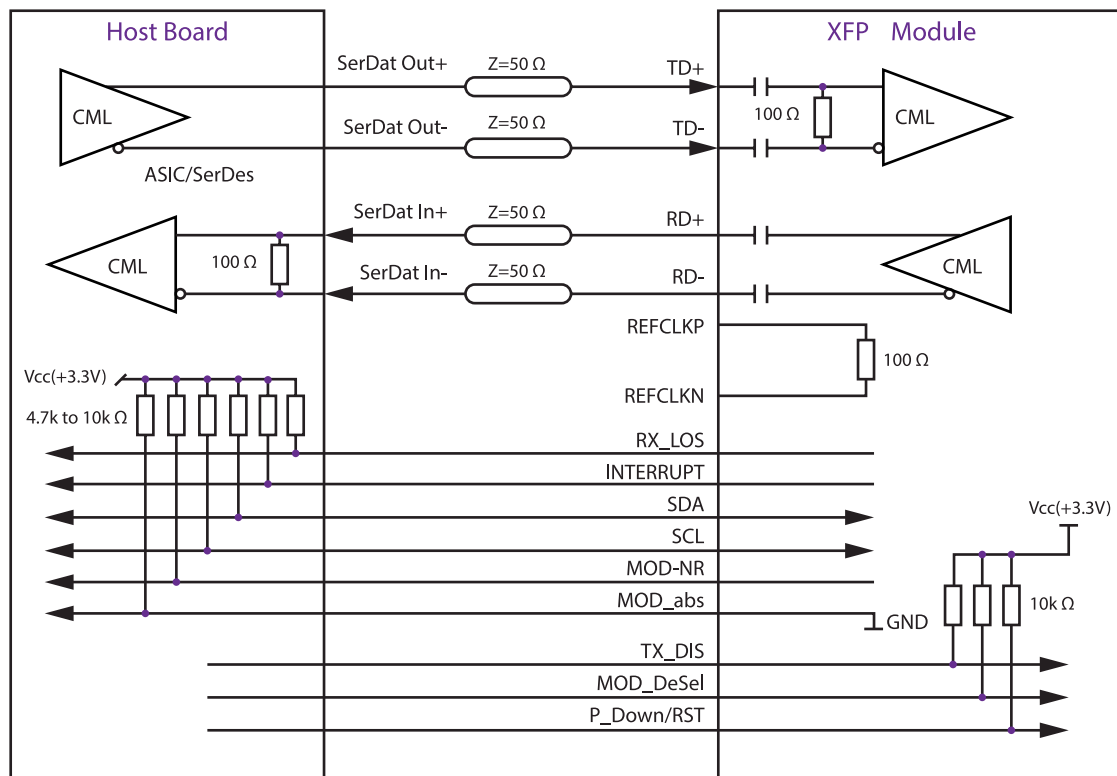 Host Board
XFP Module
SerDat Out+
Z=50 Ω
TD+
CML
100 Ω
CML
SerDat Out-
Z=50 Ω
TD-
ASIC/SerDes
SerDat In+
Z=50 Ω
RD+
CML
100 Ω
CML
SerDat In-
Z=50 Ω
RD-
REFCLKP
100 Ω
REFCLKN
Vcc(+3.3V)
4.7k to 10k Ω
RX_LOS
INTERRUPT
SDA
Vcc(+3.3V)
SCL
MOD-NR
MOD_abs
GND
10k Ω
TX_DIS
MOD_DeSel
P_Down/RST